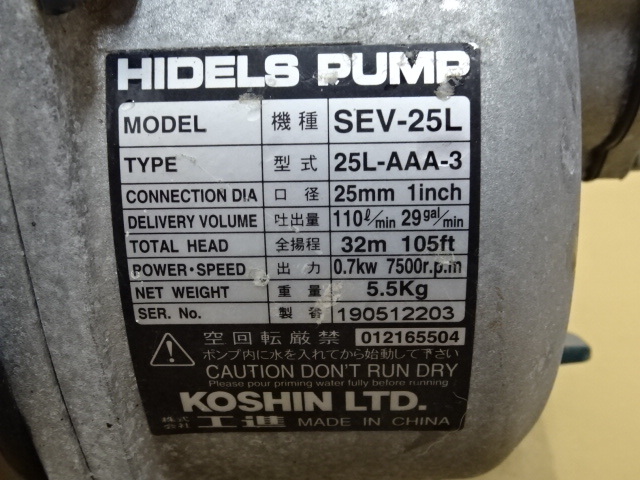 HIDELS PUMP
MODEL 機種 SEV-25L
TYPE 型式 25L-AAA-3
CONNECTION DIA 口径 25mm 1inch
DELIVERY VOLUME 吐出量 110ℓ/min 29gal/min
TOTAL HEAD 全揚程 32m 105ft
POWER・SPEED 出力 0.7kw 7500r.p.m
NET WEIGHT 重量 5.5Kg
SER. No. 製番 190512203
空回転厳禁 012165504
ポンプ内に水を入れてから始動して下さい
CAUTION DON'T RUN DRY
Please pour priming water fully before running
KOSHIN LTD.
株式会社 工進 MADE IN CHINA